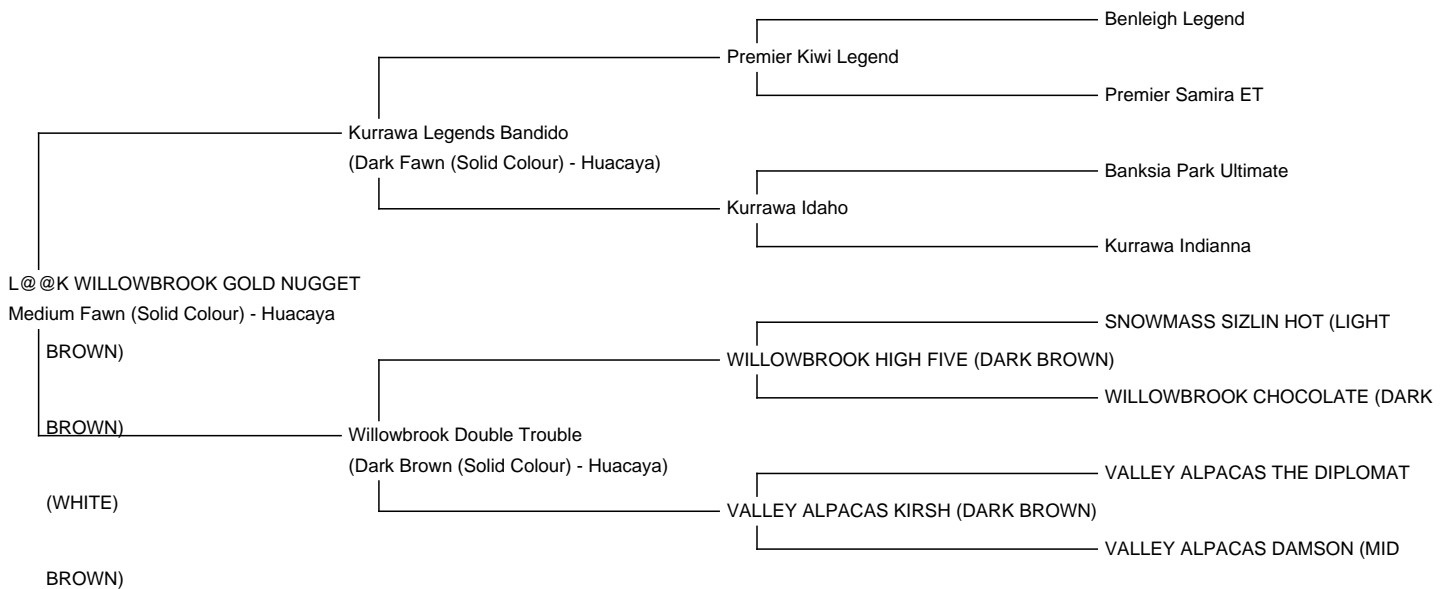 Benleigh Legend
Premier Kiwi Legend
Premier Samira ET
Kurrawa Legends Bandido
(Dark Fawn (Solid Colour) - Huacaya)
Banksia Park Ultimate
Kurrawa Idaho
Kurrawa Indianna
L@@K WILLOWBROOK GOLD NUGGET
Medium Fawn (Solid Colour) - Huacaya
SNOWMASS SIZLIN HOT (LIGHT
BROWN)
WILLOWBROOK HIGH FIVE (DARK BROWN)
WILLOWBROOK CHOCOLATE (DARK
BROWN)
Willowbrook Double Trouble
(Dark Brown (Solid Colour) - Huacaya)
VALLEY ALPACAS THE DIPLOMAT
(WHITE)
VALLEY ALPACAS KIRSH (DARK BROWN)
VALLEY ALPACAS DAMSON (MID
BROWN)